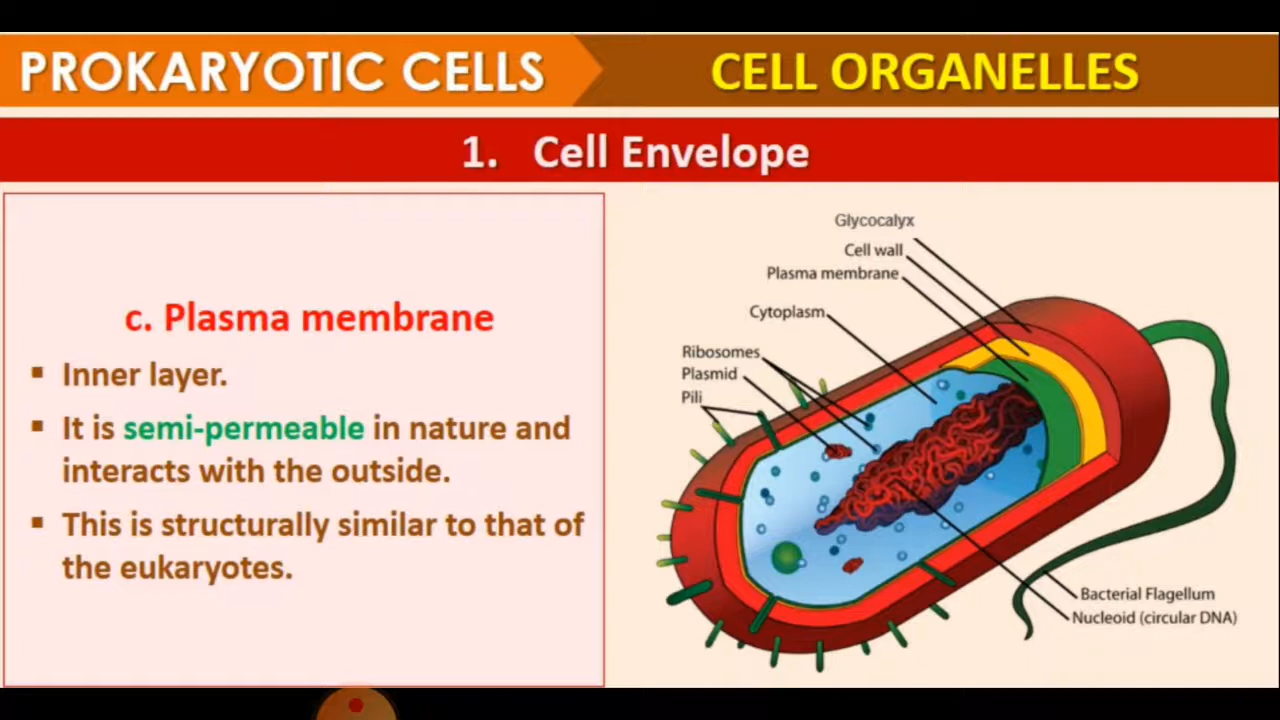 PROKARYOTIC CELLS
CELL ORGANELLES
1. Cell Envelope
c. Plasma membrane
▪ Inner layer.
▪ It is semi-permeable in nature and
interacts with the outside.
▪ This is structurally similar to that of
the eukaryotes.
Glycocalyx
Cell wall
Plasma membrane
Cytoplasm
Ribosomes
Plasmid
Pili
Bacterial Flagellum
Nucleoid (circular DNA)